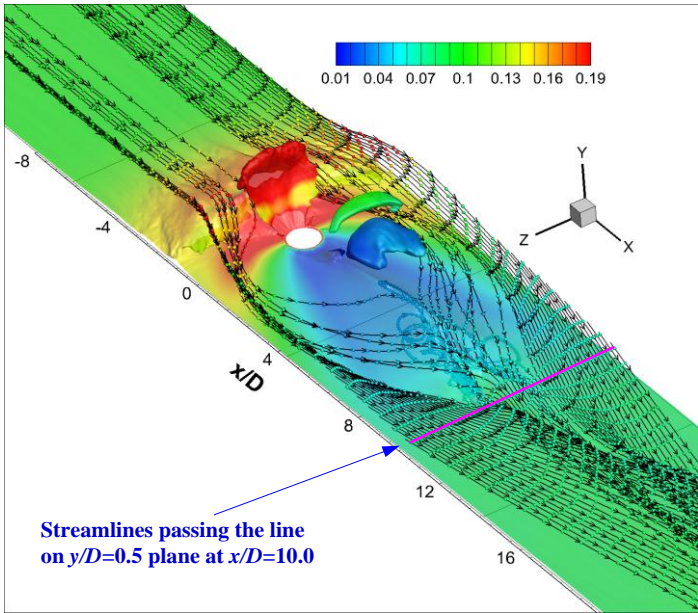 0.01 0.04 0.07 0.1 0.13 0.16 0.19
-8
Y
-4
Z
X
0
4
x/D
8
12
16
Streamlines passing the line
on y/D=0.5 plane at x/D=10.0